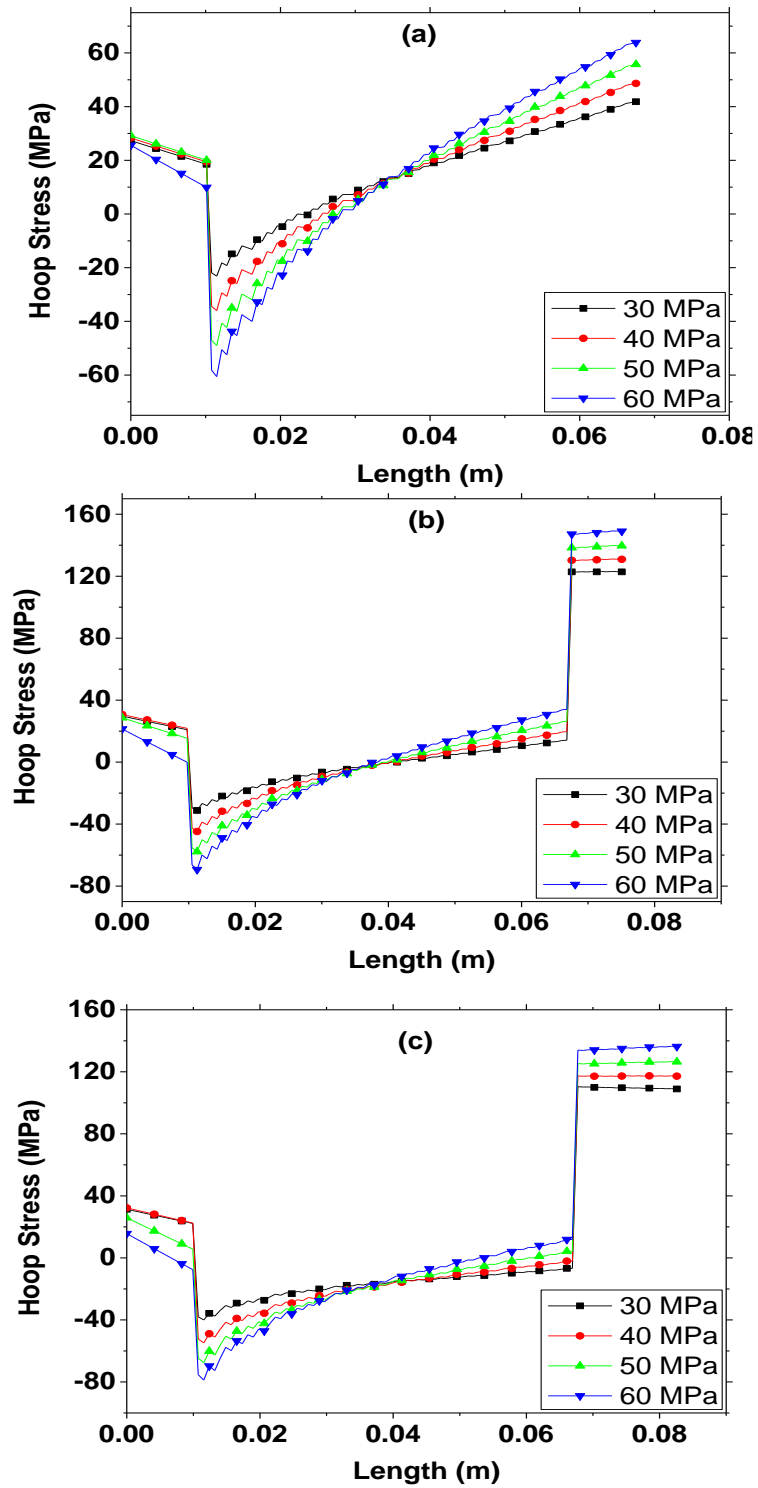 (a)
60
40
20
0
-20
-40
-60
Hoop Stress (MPa)
30 MPa
40 MPa
50 MPa
60 MPa
0.00 0.02 0.04 0.06 0.08
Length (m)
(b)
160
120
80
40
0
-40
-80
Hoop Stress (MPa)
30 MPa
40 MPa
50 MPa
60 MPa
0.00 0.02 0.04 0.06 0.08
Length (m)
(c)
160
120
80
40
0
-40
-80
Hoop Stress (MPa)
30 MPa
40 MPa
50 MPa
60 MPa
0.00 0.02 0.04 0.06 0.08
Length (m)